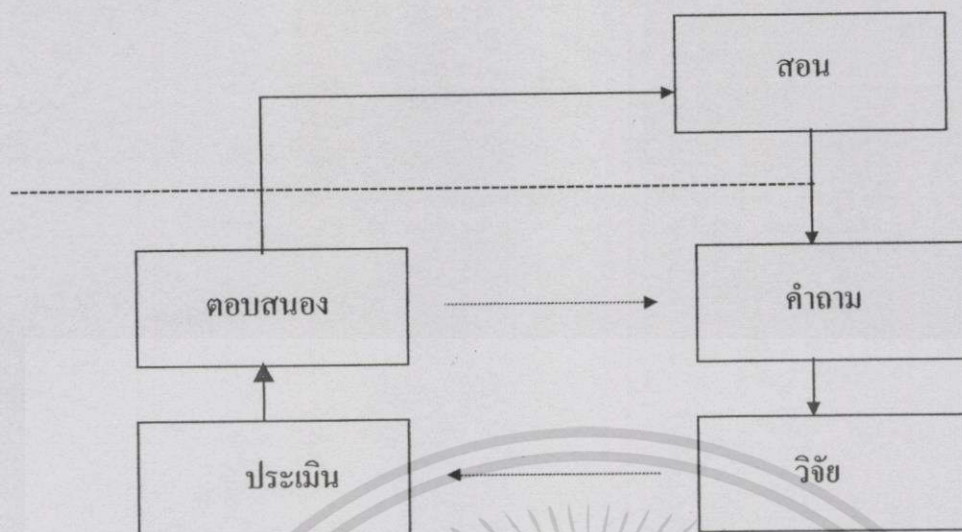 สอน
ตอบสนอง
คำถาม
ประเมิน
วิจัย